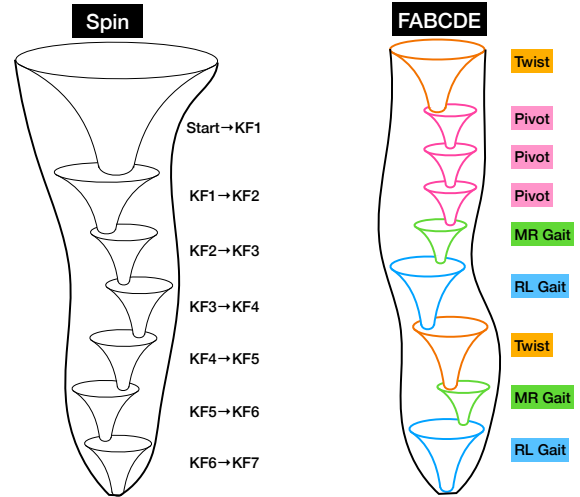 Spin
Start→KF1
KF1→KF2
KF2→KF3
KF3→KF4
KF4→KF5
KF5→KF6
KF6→KF7
FABCDE
Twist
Pivot
Pivot
Pivot
MR Gait
RL Gait
Twist
MR Gait
RL Gait